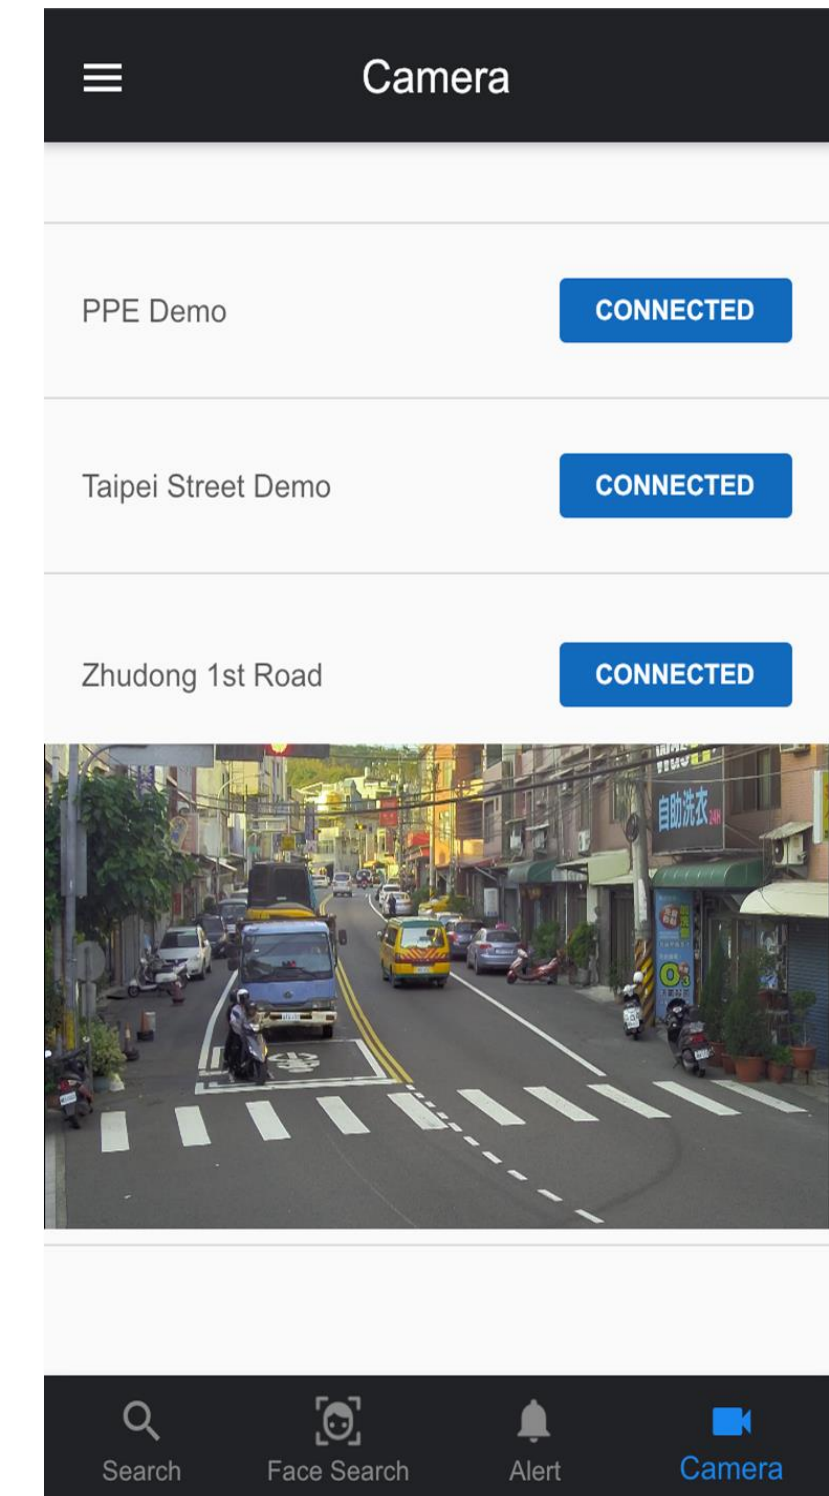 Camera
PPE Demo
CONNECTED
Taipei Street Demo
CONNECTED
Zhudong 1st Road
CONNECTED
自助洗衣
24H
Search
Face Search
Alert
Camera